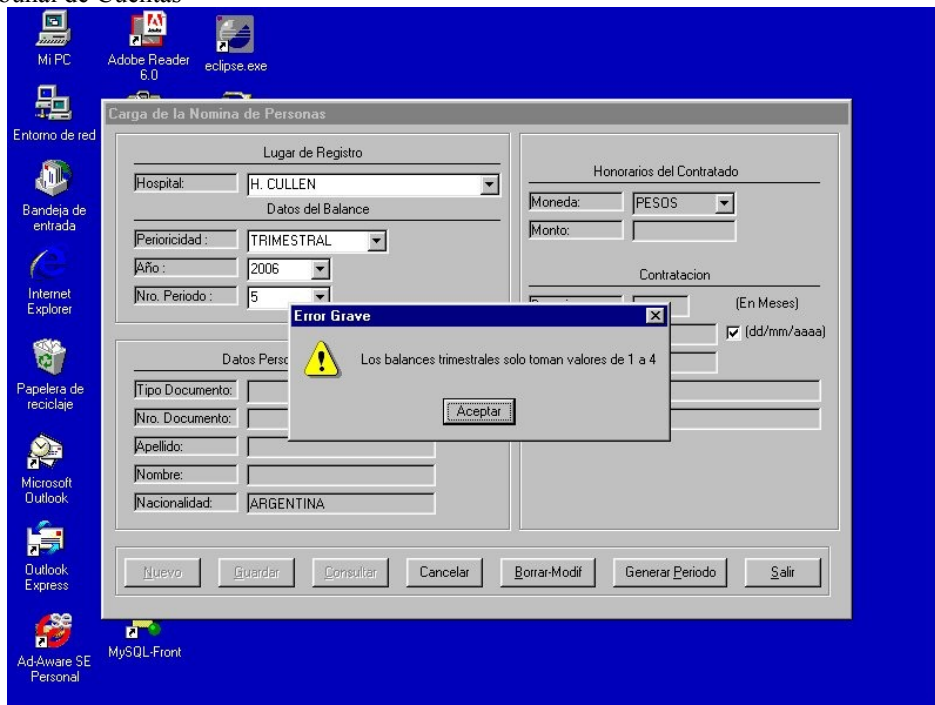 bunal de Cuentas
Mi PC
Adobe Reader
6.0
eclipse.exe
Entorno de red
Bandeja de
entrada
Internet
Explorer
Papelera de
reciclaje
Microsoft
Outlook
Outlook
Express
Ad-Aware SE
Personal
MySQL-Front
Carga de la Nomina de Personas
Lugar de Registro
Hospital:
H. CULLEN
Datos del Balance
Perioricidad :
TRIMESTRAL
Año :
2006
Nro. Periodo :
5
Tipo Documento:
Nro. Documento:
Apellido:
Nombre:
Nacionalidad:
ARGENTINA
Honorarios del Contratado
Moneda:
PESOS
Monto:
Contratacion
(En Meses)
(dd/mm/aaaa)
Error Grave
Los balances trimestrales solo toman valores de 1 a 4
Aceptar
Nuevo
Guardar
Consultar
Cancelar
Borrar-Modif
Generar Periodo
Salir